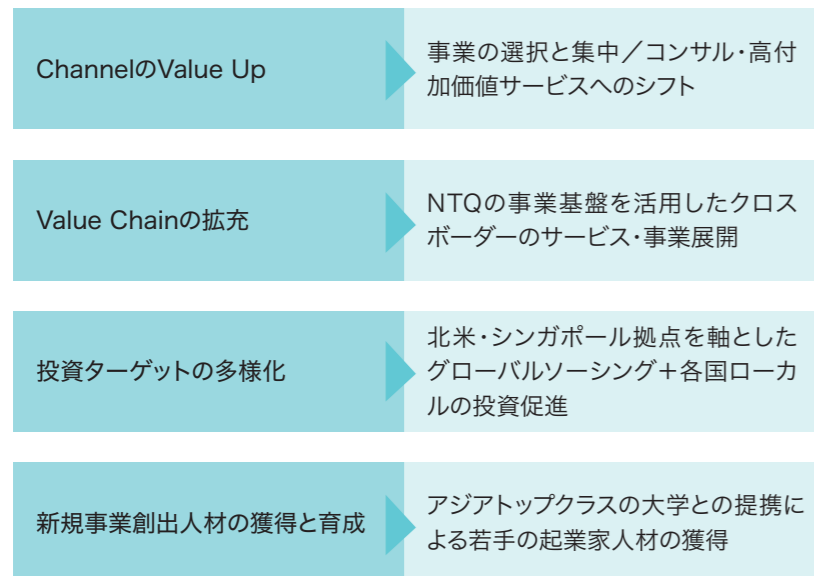 ChannelのValue Up
事業の選択と集中／コンサル・高付
加価値サービスへのシフト
Value Chainの拡充
NTQの事業基盤を活用したクロス
ボーダーのサービス・事業展開
投資ターゲットの多様化
北米・シンガポール拠点を軸とした
グローバルソーシング＋各国ローカ
ルの投資促進
新規事業創出人材の獲得と育成
アジアトップクラスの大学との提携に
よる若手の起業家人材の獲得